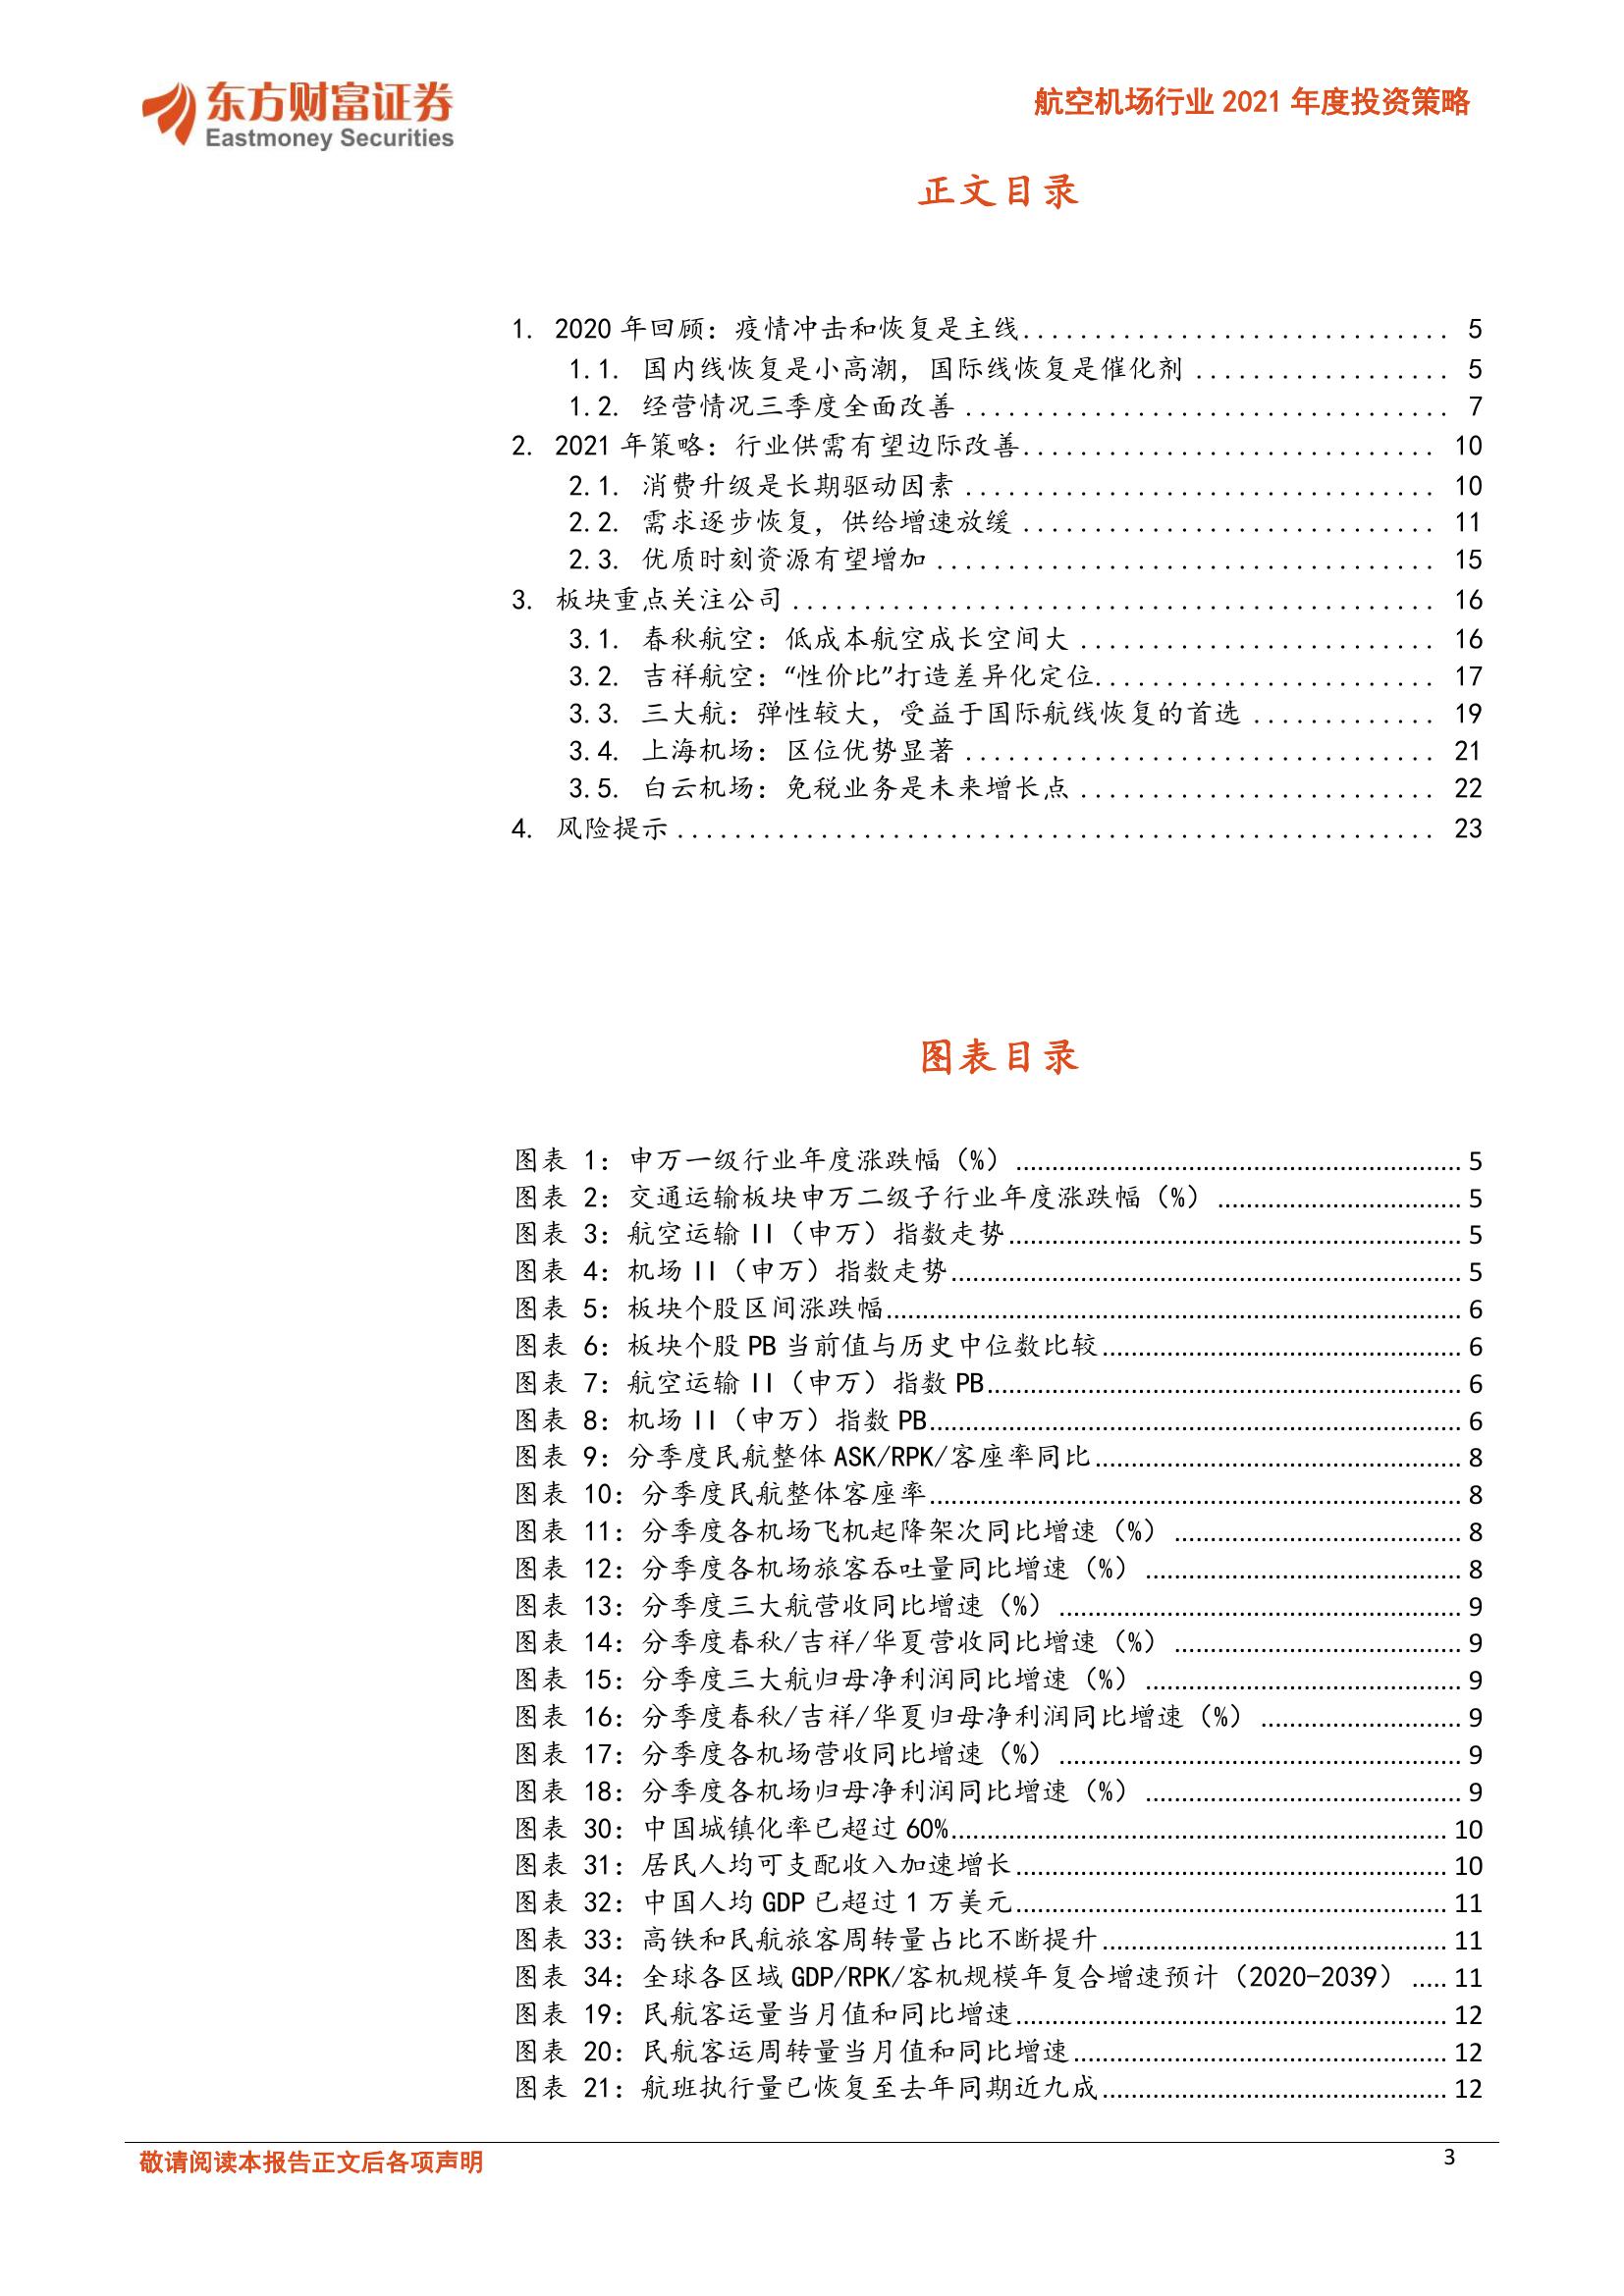 东方财富证券
Eastmoney Securities
航空机场行业 2021 年度投资策略
正文目录
1. 2020 年回顾：疫情冲击和恢复是主线.............................. 5
1.1. 国内线恢复是小高潮，国际线恢复是催化剂.................. 5
1.2. 经营情况三季度全面改善.................................. 7
2. 2021 年策略：行业供需有望边际改善............................. 10
2.1. 消费升级是长期驱动因素................................. 10
2.2. 需求逐步恢复，供给增速放缓............................. 11
2.3. 优质时刻资源有望增加................................... 15
3. 板块重点关注公司............................................. 16
3.1. 春秋航空：低成本航空成长空间大......................... 16
3.2. 吉祥航空：“性价比”打造差异化定位........................ 17
3.3. 三大航：弹性较大，受益于国际航线恢复的首选............. 19
3.4. 上海机场：区位优势显著................................. 21
3.5. 白云机场：免税业务是未来增长点......................... 22
4. 风险提示..................................................... 23
图表目录
图表 1：申万一级行业年度涨跌幅（%）.............................. 5
图表 2：交通运输板块申万二级子行业年度涨跌幅（%）.................. 5
图表 3：航空运输 II（申万）指数走势.............................. 5
图表 4：机场 II（申万）指数走势.................................. 5
图表 5：板块个股区间涨跌幅....................................... 6
图表 6：板块个股 PB 当前值与历史中位数比较........................ 6
图表 7：航空运输 II（申万）指数 PB................................ 6
图表 8：机场 II（申万）指数 PB.................................... 6
图表 9：分季度民航整体 ASK/RPK/客座率同比........................ 8
图表 10：分季度民航整体客座率.................................... 8
图表 11：分季度各机场飞机起降架次同比增速（%）.................... 8
图表 12：分季度各机场旅客吞吐量同比增速（%）...................... 8
图表 13：分季度三大航营收同比增速（%）............................ 9
图表 14：分季度春秋/吉祥/华夏营收同比增速（%）.................... 9
图表 15：分季度三大航归母净利润同比增速（%）...................... 9
图表 16：分季度春秋/吉祥/华夏归母净利润同比增速（%）.............. 9
图表 17：分季度各机场营收同比增速（%）............................ 9
图表 18：分季度各机场归母净利润同比增速（%）...................... 9
图表 30：中国城镇化率已超过 60%.................................. 10
图表 31：居民人均可支配收入加速增长.............................. 10
图表 32：中国人均 GDP 已超过 1 万美元............................. 11
图表 33：高铁和民航旅客周转量占比不断提升........................ 11
图表 34：全球各区域 GDP/RPK/客机规模年复合增速预计（2020-2039）..... 11
图表 19：民航客运量当月值和同比增速.............................. 12
图表 20：民航客运周转量当月值和同比增速.......................... 12
图表 21：航班执行量已恢复至去年同期近九成........................ 12
敬请阅读本报告正文后各项声明
3